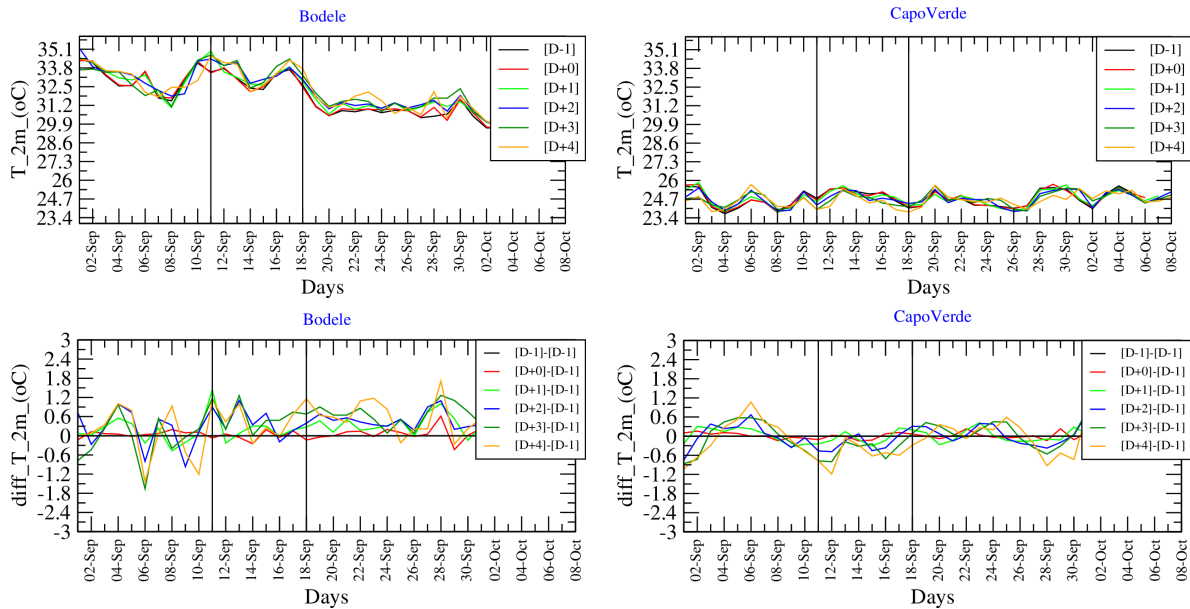 Bodele
T_2m_(oC)
35.1
33.8
32.5
31.2
29.9
28.6
27.3
26
24.7
23.4
[D-1]
[D+0]
[D+1]
[D+2]
[D+3]
[D+4]
02-Sep
04-Sep
06-Sep
08-Sep
10-Sep
12-Sep
14-Sep
16-Sep
18-Sep
20-Sep
22-Sep
24-Sep
26-Sep
28-Sep
30-Sep
02-Oct
04-Oct
06-Oct
08-Oct
Days
CapoVerde
T_2m_(oC)
35.1
33.8
32.5
31.2
29.9
28.6
27.3
26
24.7
23.4
[D-1]
[D+0]
[D+1]
[D+2]
[D+3]
[D+4]
02-Sep
04-Sep
06-Sep
08-Sep
10-Sep
12-Sep
14-Sep
16-Sep
18-Sep
20-Sep
22-Sep
24-Sep
26-Sep
28-Sep
30-Sep
02-Oct
04-Oct
06-Oct
08-Oct
Days
Bodele
diff_T_2m_(oC)
3
2.4
1.8
1.2
0.6
0
-0.6
-1.2
-1.8
-2.4
-3
[D-1]-[D-1]
[D+0]-[D-1]
[D+1]-[D-1]
[D+2]-[D-1]
[D+3]-[D-1]
[D+4]-[D-1]
02-Sep
04-Sep
06-Sep
08-Sep
10-Sep
12-Sep
14-Sep
16-Sep
18-Sep
20-Sep
22-Sep
24-Sep
26-Sep
28-Sep
30-Sep
02-Oct
04-Oct
06-Oct
08-Oct
Days
CapoVerde
diff_T_2m_(oC)
3
2.4
1.8
1.2
0.6
0
-0.6
-1.2
-1.8
-2.4
-3
[D-1]-[D-1]
[D+0]-[D-1]
[D+1]-[D-1]
[D+2]-[D-1]
[D+3]-[D-1]
[D+4]-[D-1]
02-Sep
04-Sep
06-Sep
08-Sep
10-Sep
12-Sep
14-Sep
16-Sep
18-Sep
20-Sep
22-Sep
24-Sep
26-Sep
28-Sep
30-Sep
02-Oct
04-Oct
06-Oct
08-Oct
Days